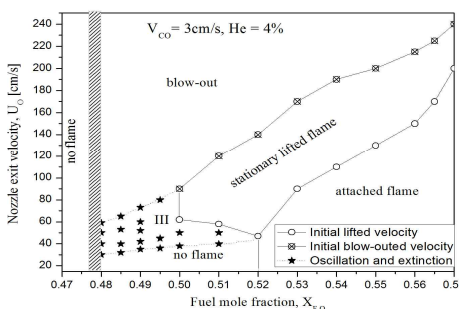 V_CO = 3cm/s, He = 4%
240
220
200
180
160
140
120
100
80
60
40
20
Nozzle exit velocity, U_O [cm/s]
no flame
blow-out
stationary lifted flame
attached flame
III
no flame
Initial lifted velocity
Initial blow-outed velocity
Oscillation and extinction
0.47 0.48 0.49 0.50 0.51 0.52 0.53 0.54 0.55 0.56 0.5
Fuel mole fraction, X_F,O